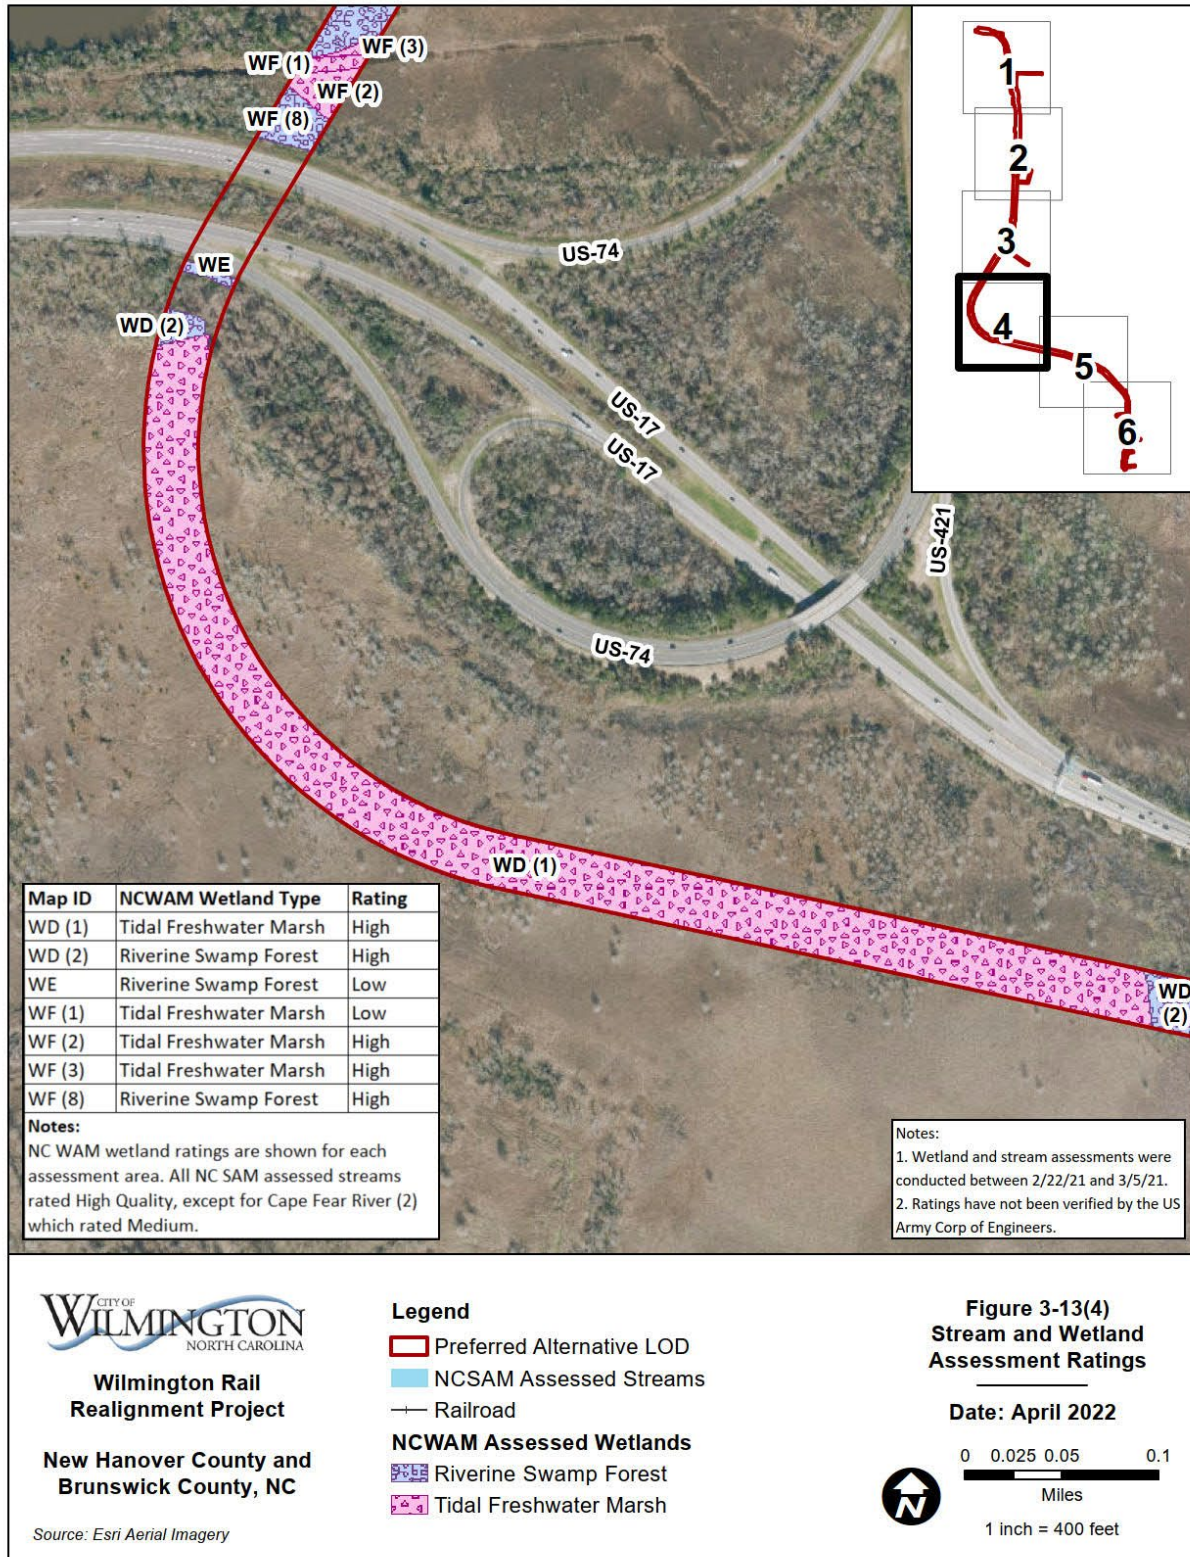 WF (3)
WF (1)
WF (2)
WF (8)
US-74
WE
WD (2)
US-17
US-17
US-421
US-74
WD (1)
WD
(2)
1
2
3
4
5
6
Map ID NCWAM Wetland Type Rating
WD (1) Tidal Freshwater Marsh High
WD (2) Riverine Swamp Forest High
WE Riverine Swamp Forest Low
WF (1) Tidal Freshwater Marsh Low
WF (2) Tidal Freshwater Marsh High
WF (3) Tidal Freshwater Marsh High
WF (8) Riverine Swamp Forest High
Notes:
NC WAM wetland ratings are shown for each
assessment area. All NC SAM assessed streams
rated High Quality, except for Cape Fear River (2)
which rated Medium.
Notes:
1. Wetland and stream assessments were
conducted between 2/22/21 and 3/5/21.
2. Ratings have not been verified by the US
Army Corp of Engineers.
CITY OF
WILMINGTON
NORTH CAROLINA
Wilmington Rail
Realignment Project
New Hanover County and
Brunswick County, NC
Source: Esri Aerial Imagery
Legend
Preferred Alternative LOD
NCSAM Assessed Streams
Railroad
NCWAM Assessed Wetlands
Riverine Swamp Forest
Tidal Freshwater Marsh
Figure 3-13(4)
Stream and Wetland
Assessment Ratings
Date: April 2022
0 0.025 0.05 0.1
Miles
N
1 inch = 400 feet